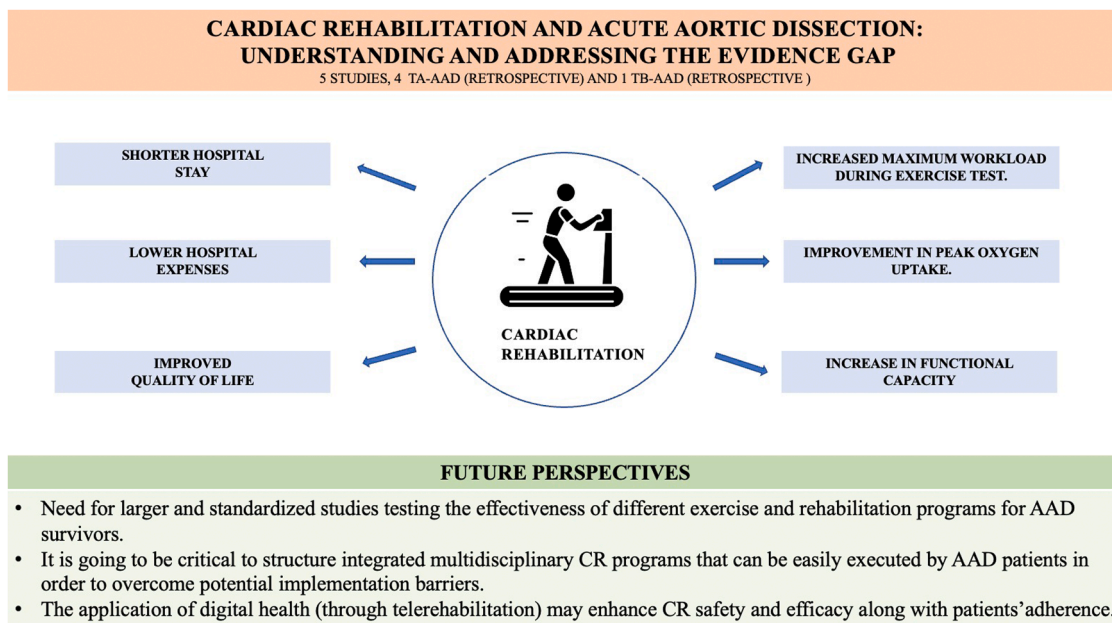 CARDIAC REHABILITATION AND ACUTE AORTIC DISSECTION:
UNDERSTANDING AND ADDRESSING THE EVIDENCE GAP
5 STUDIES, 4 TA-AAD (RETROSPECTIVE) AND 1 TB-AAD (RETROSPECTIVE )
SHORTER HOSPITAL
STAY
LOWER HOSPITAL
EXPENSES
IMPROVED
QUALITY OF LIFE
CARDIAC
REHABILITATION
INCREASED MAXIMUM WORKLOAD
DURING EXERCISE TEST.
IMPROVEMENT IN PEAK OXYGEN
UPTAKE.
INCREASE IN FUNCTIONAL
CAPACITY
FUTURE PERSPECTIVES
• Need for larger and standardized studies testing the effectiveness of different exercise and rehabilitation programs for AAD
survivors.
• It is going to be critical to structure integrated multidisciplinary CR programs that can be easily executed by AAD patients in
order to overcome potential implementation barriers.
• The application of digital health (through telerehabilitation) may enhance CR safety and efficacy along with patients’adherence.